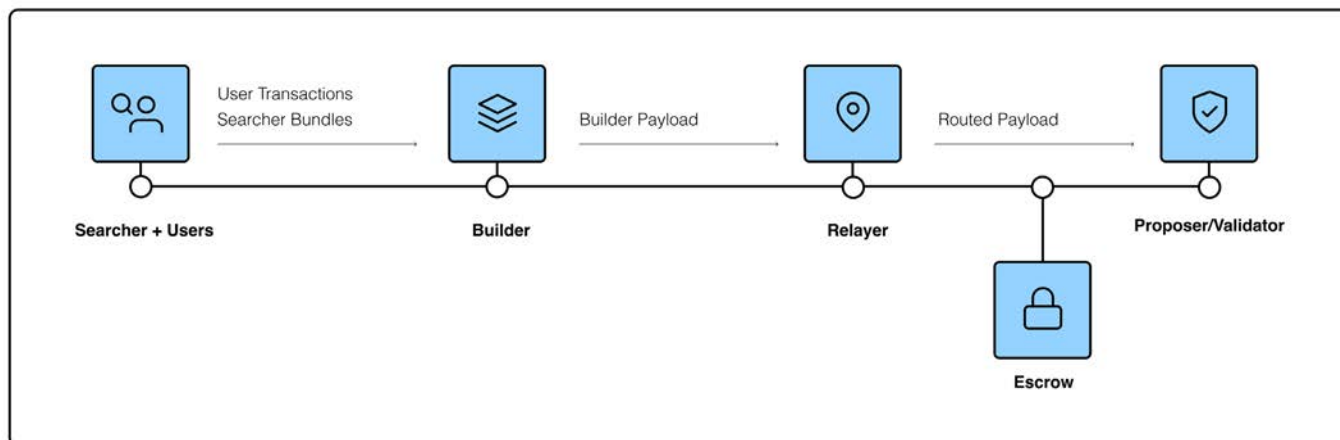 User Transactions
Searcher Bundles
Builder Payload
Routed Payload
Searcher + Users
Builder
Relayer
Proposer/Validator
Escrow